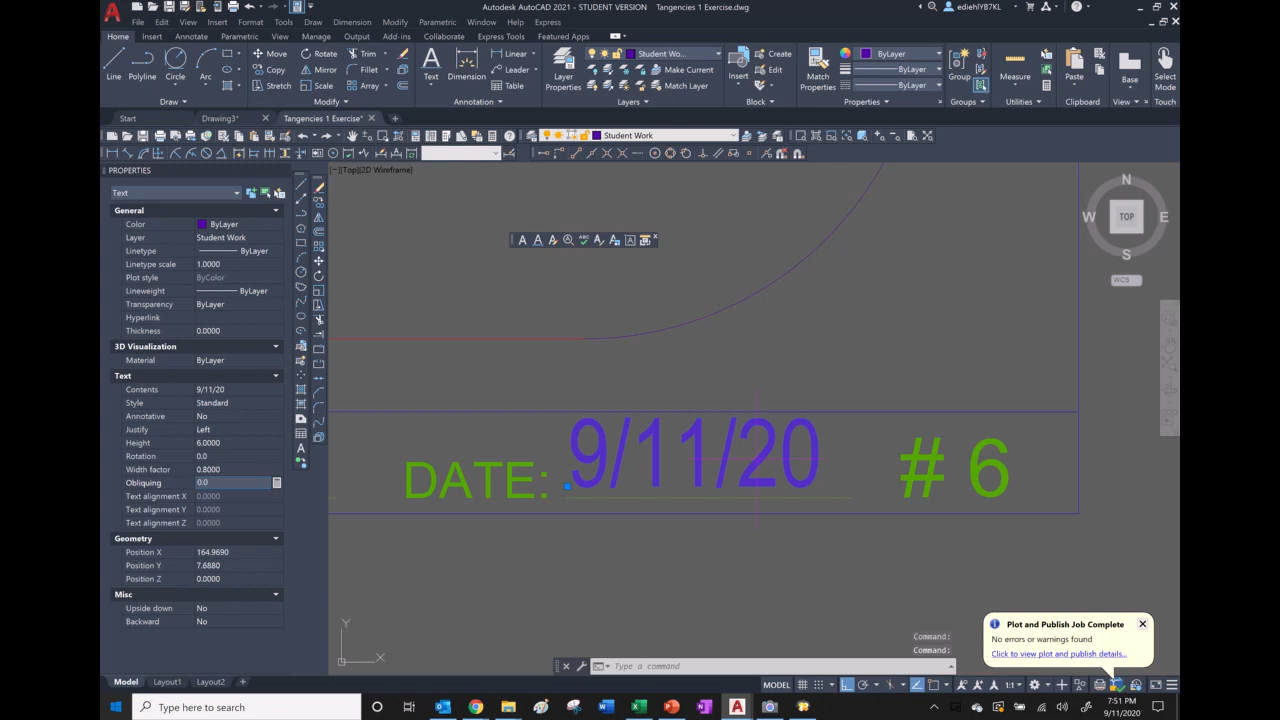 Autodesk AutoCAD 2021 - STUDENT VERSION    Tangencies 1 Exercise.dwg
ediehlYB7KL
File Edit View Insert Format Tools Draw Dimension Modify Parametric Window Help Express
Home Insert Annotate Parametric View Manage Output Add-ins Collaborate Express Tools Featured Apps
Move Rotate Trim Linear Student Wo... Create ByLayer
Copy Mirror Fillet Leader Make Current Edit ByLayer
Line Polyline Circle Arc Text Dimension Layer Properties Insert Match Properties Group Measure Paste Base Select Mode
Stretch Scale Array Table Match Layer ByLayer
Draw Modify Annotation Layers Block Properties Groups Utilities Clipboard View Touch
Start Drawing3* Tangencies 1 Exercise*
Student Work
PROPERTIES
[−][Top][2D Wireframe]
Text
General
Color ByLayer
Layer Student Work
Linetype ByLayer
Linetype scale 1.0000
Plot style ByColor
Lineweight ByLayer
Transparency ByLayer
Hyperlink
Thickness 0.0000
3D Visualization
Material ByLayer
Text
Contents 9/11/20
Style Standard
Annotative No
Justify Left
Height 6.0000
Rotation 0.0
Width factor 0.8000
Obliquing 0.0
Text alignment X 0.0000
Text alignment Y 0.0000
Text alignment Z 0.0000
Geometry
Position X 164.9690
Position Y 7.6880
Position Z 0.0000
Misc
Upside down No
Backward No
N
W TOP E
S
WCS
DATE: 9/11/20 # 6
Y
X
Plot and Publish Job Complete
No errors or warnings found
Click to view plot and publish details...
Command:
Command:
Type a command
Model Layout1 Layout2
MODEL 1:1
Type here to search
7:51 PM
9/11/2020